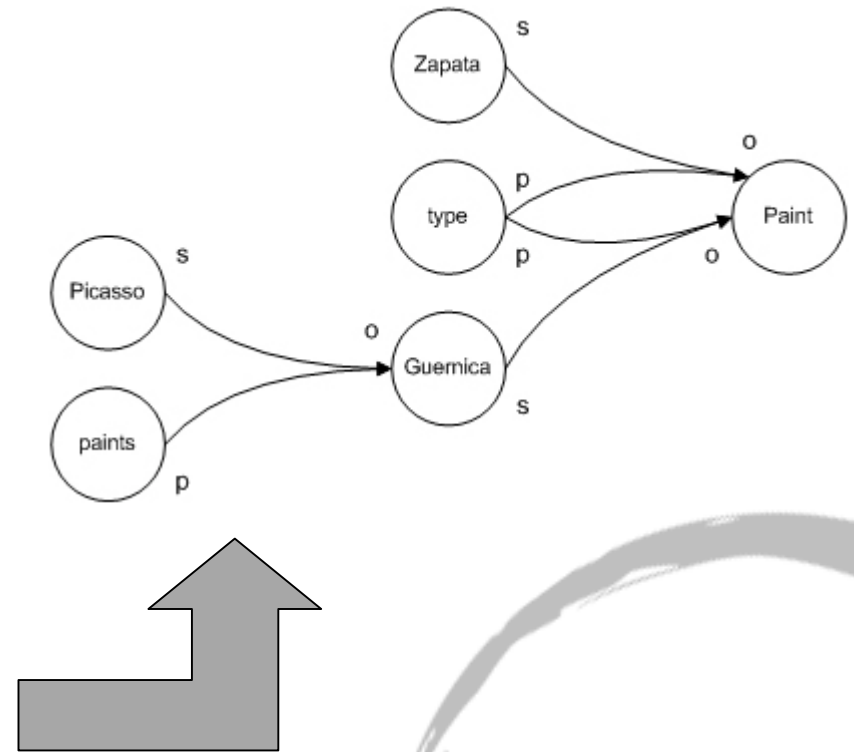 s
Zapata
o
p
type
Paint
p
o
s
Picasso
o
Guernica
s
paints
p